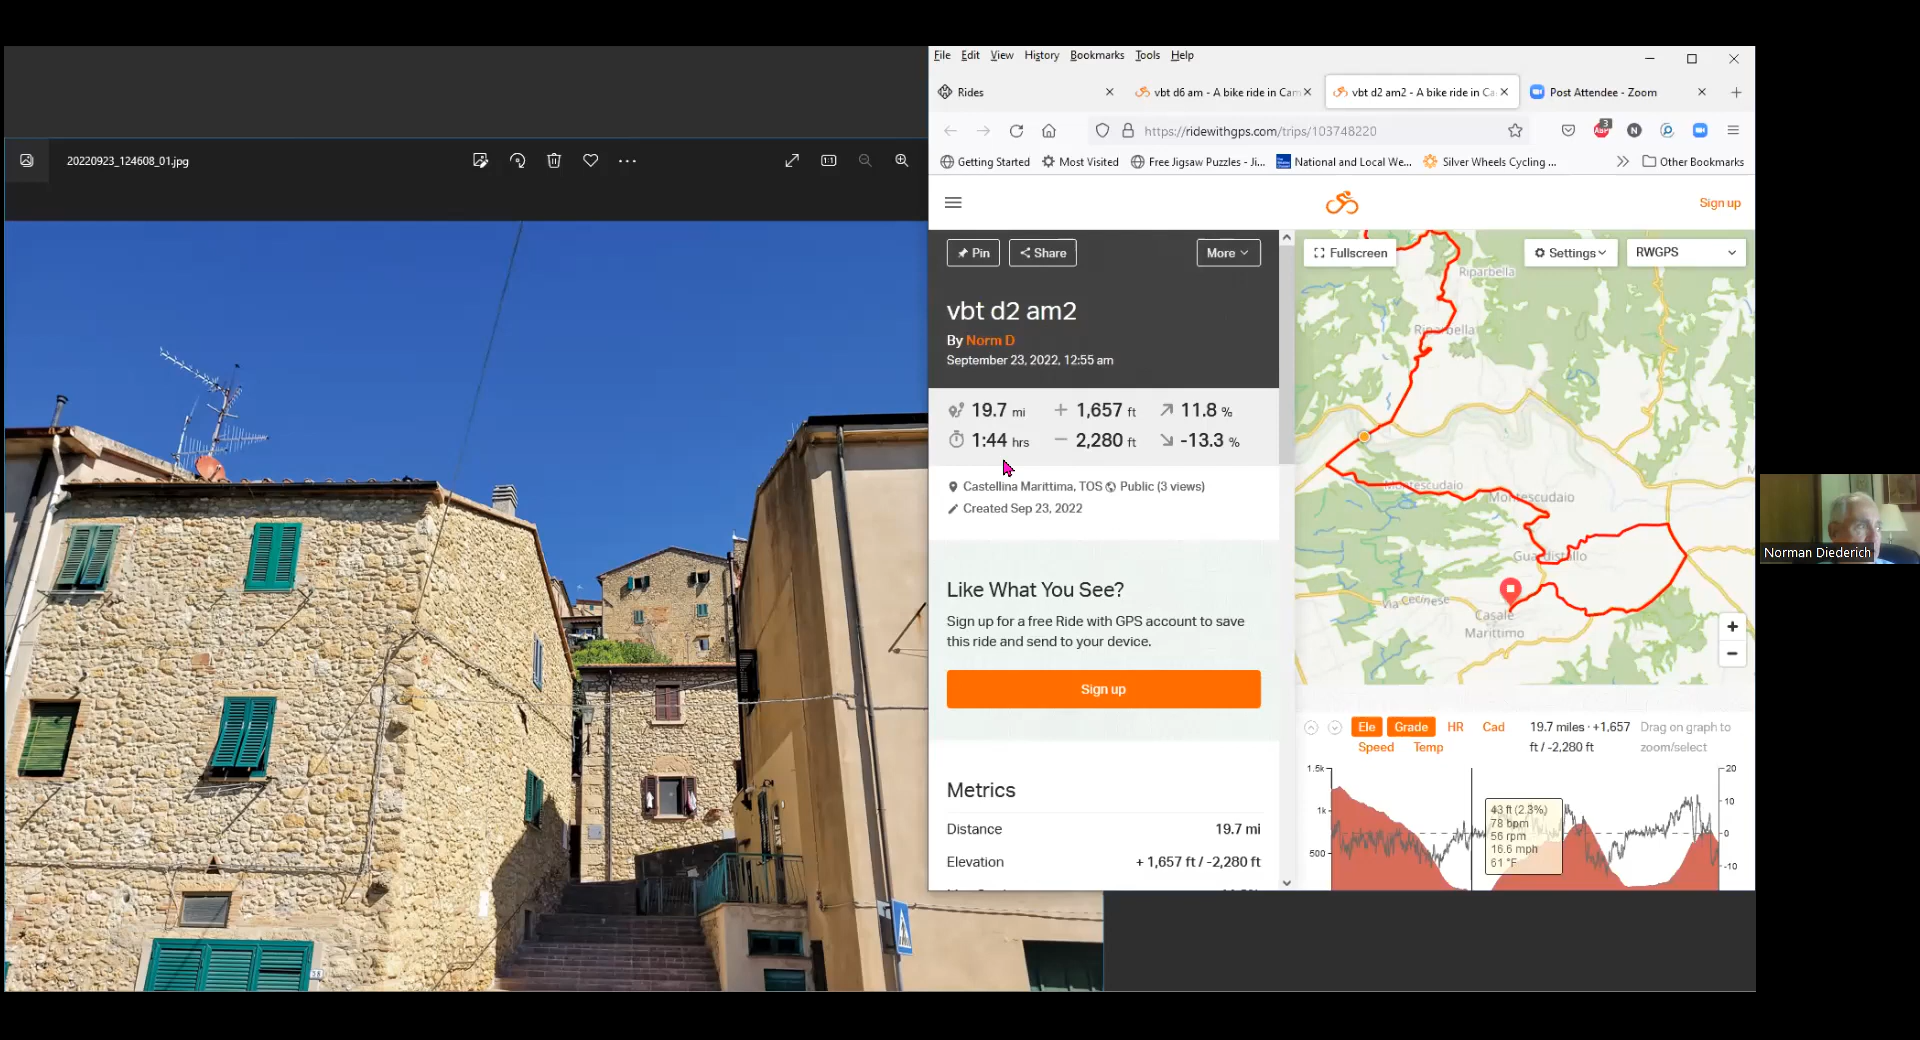 20220923_124608_01.jpg
File Edit View History Bookmarks Tools Help
Rides
vbt d6 am - A bike ride in Cam
vbt d2 am2 - A bike ride in Ca
Post Attendee - Zoom
https://ridewithgps.com/trips/103748220
3
N
Getting Started Most Visited Free Jigsaw Puzzles - Ji... National and Local We... Silver Wheels Cycling ... Other Bookmarks
Sign up
Pin Share More
vbt d2 am2
By Norm D
September 23, 2022, 12:55 am
19.7 mi + 1,657 ft 11.8 %
1:44 hrs − 2,280 ft -13.3 %
Castellina Marittima, TOS Public (3 views)
Created Sep 23, 2022
Like What You See?
Sign up for a free Ride with GPS account to save
this ride and send to your device.
Sign up
Metrics
Distance 19.7 mi
Elevation + 1,657 ft / -2,280 ft
Fullscreen Settings RWGPS
Riparbella
Riparbella
Montescudaio
Montescudaio
Guardistallo
Via Cecinese
Casale
Marittimo
+
−
Ele Grade HR Cad
Speed Temp
19.7 miles · +1,657
ft / -2,280 ft
Drag on graph to
zoom/select
1.5k
1k
500
20
10
0
-10
43 ft (2.3%)
78 bpm
56 rpm
16.6 mph
61 °F
Norman Diederich